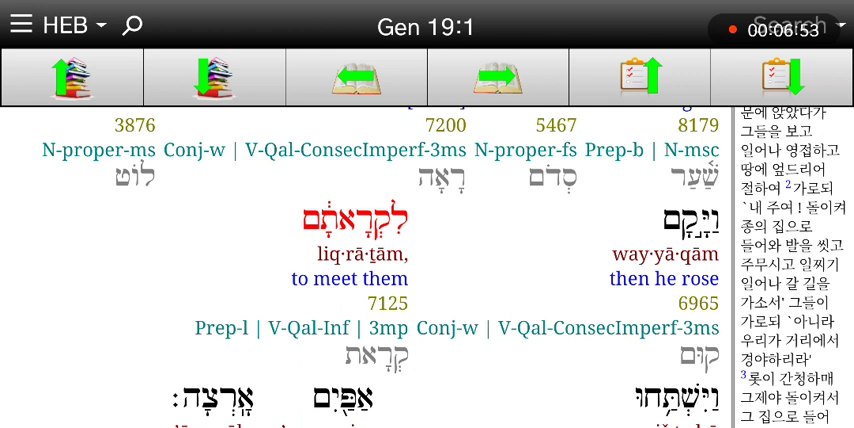 HEB
Gen 19:1
00:06:53
8179 5467 7200 3876
N-proper-ms Conj-w | V-Qal-ConsecImperf-3ms N-proper-fs Prep-b | N-msc
שַׁ֫עַר סְדֹם רָאָה לוֹט
וַיָּ֣קָם לִקְרָאתָ֔ם
way·yā·qām liq·rā·ṯām,
then he rose to meet them
6965 7125
Prep-l | V-Qal-Inf | 3mp Conj-w | V-Qal-ConsecImperf-3ms
קוּם קְרָאת
וַיִּשְׁתַּ֥חוּ אַפַּ֖יִם אָֽרְצָה׃
문에 앉았다가
그들을 보고
일어나 영접하고
땅에 엎드리어
절하여 2가로되
`내 주여 ! 돌이켜
종의 집으로
들어와 발을 씻고
주무시고 일찌기
일어나 갈 길을
가소서' 그들이
가로되 `아니라
우리가 거리에서
경야하리라'
3롯이 간청하매
그제야 돌이켜서
그 집으로 들어